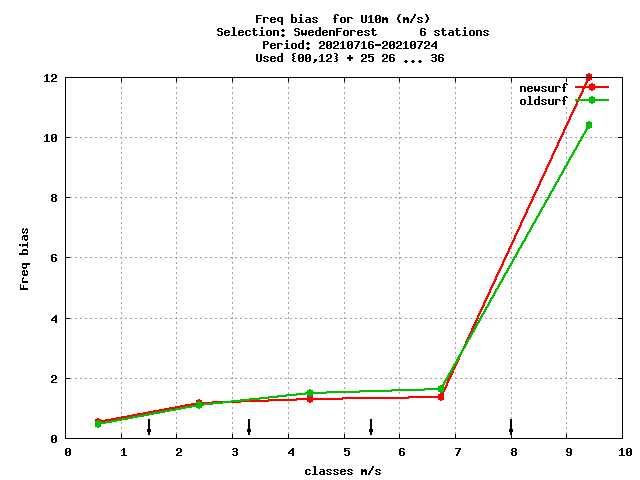 Freq bias  for U10m (m/s)
Selection: SwedenForest      6 stations
Period: 20210716-20210724
Used {00,12} + 25 26 ... 36
newsurf
oldsurf
12
10
8
6
4
2
0
Freq bias
0 1 2 3 4 5 6 7 8 9 10
classes m/s